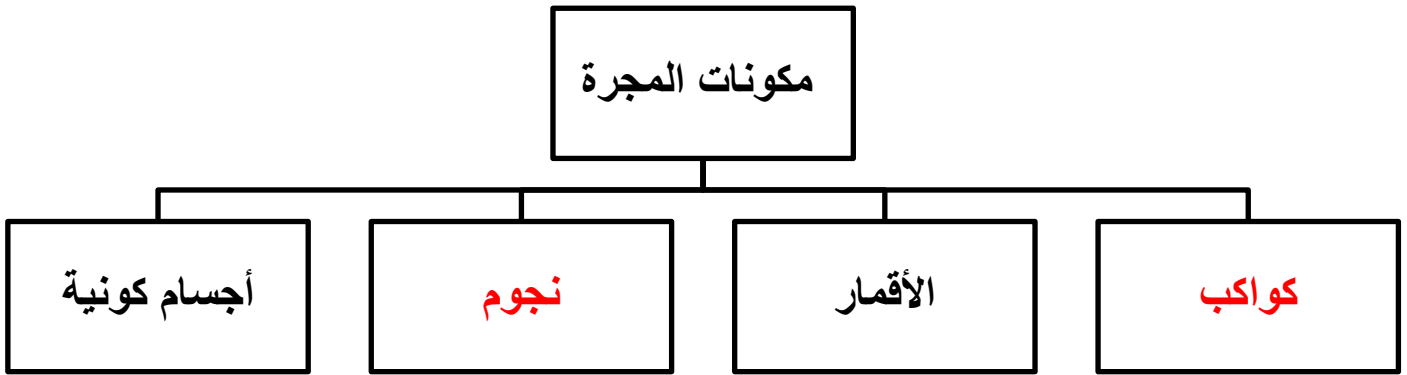 مكونات المجرة
كواكب
الأقمار
نجوم
أجسام كونية